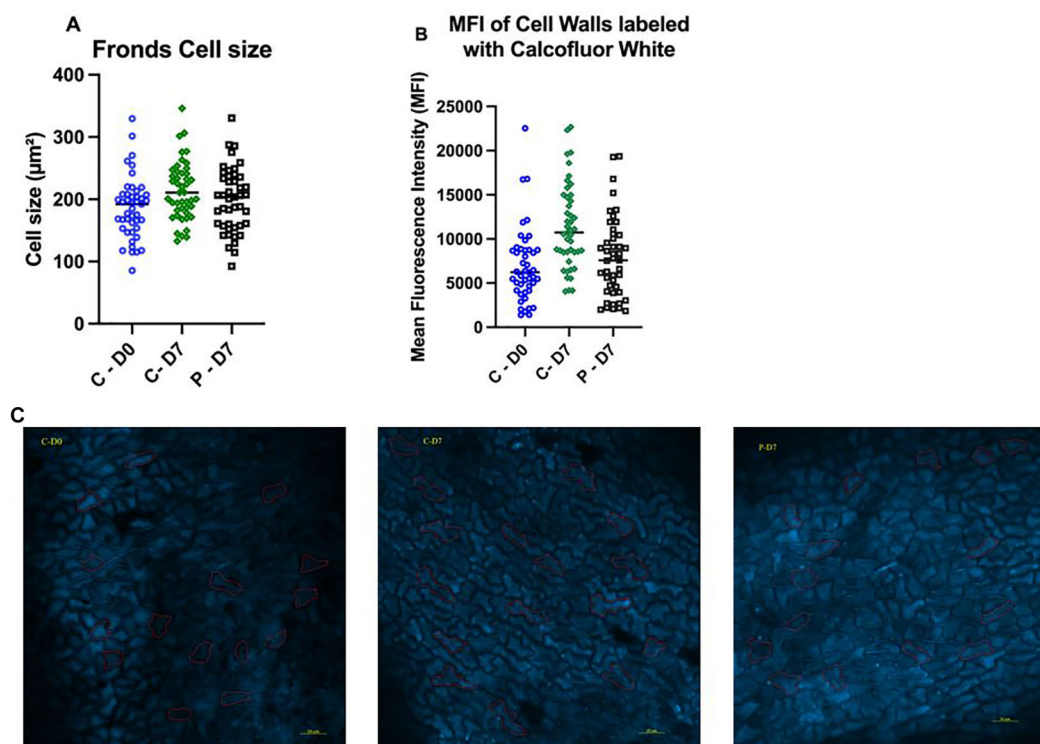 A
Fronds Cell size
Cell size (µm²)
400
300
200
100
0
C - D0
C- D7
P - D7
B
MFI of Cell Walls labeled
with Calcofluor White
Mean Fluorescence Intensity (MFI)
25000
20000
15000
10000
5000
0
C - D0
C- D7
P - D7
C
C-D0
C-D7
P-D7